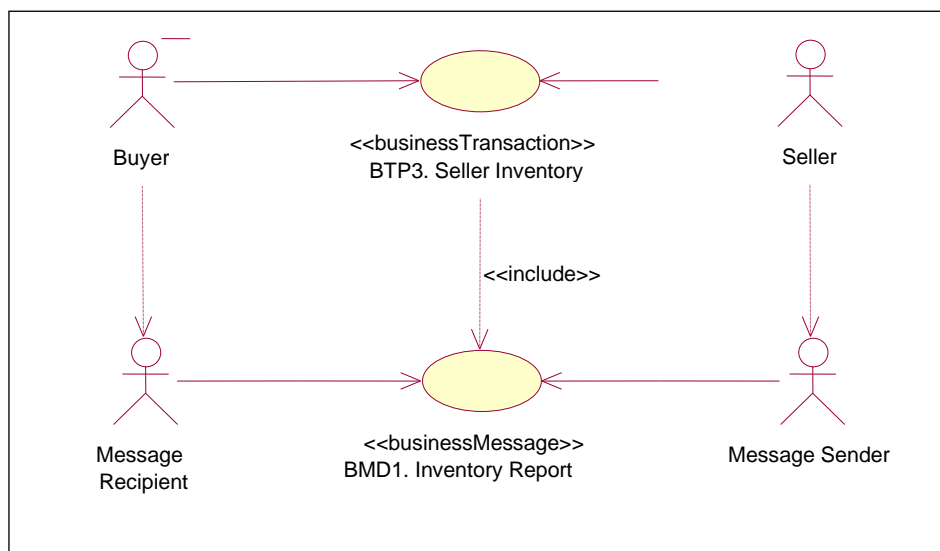 Buyer
<<businessTransaction>>
BTP3. Seller Inventory
Seller
<<include>>
Message
Recipient
<<businessMessage>>
BMD1. Inventory Report
Message Sender